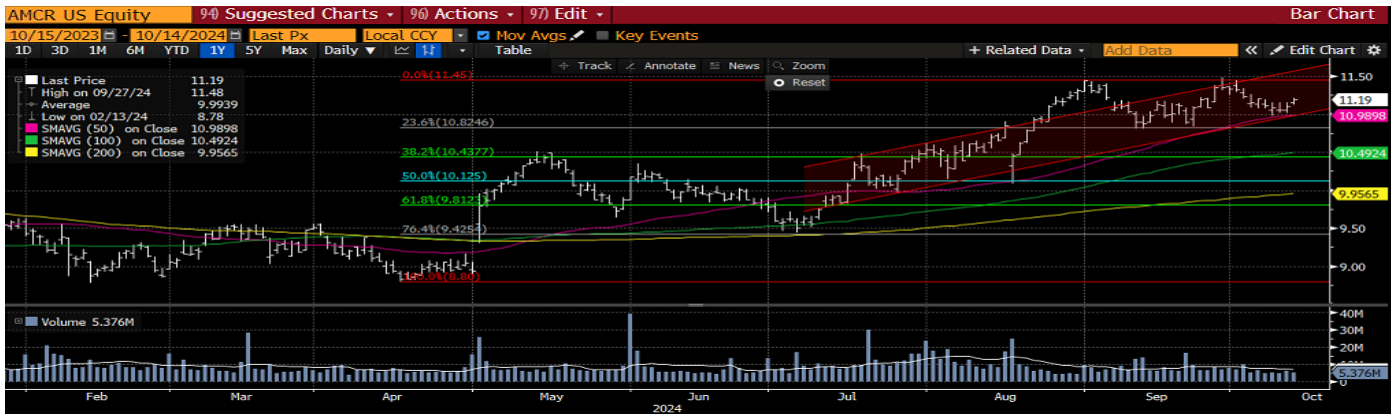 AMCR US Equity 94) Suggested Charts 96) Actions 97) Edit Bar Chart
10/15/2023 - 10/14/2024 Last Px Local CCY Mov Avgs Key Events
1D 3D 1M 6M YTD 1Y 5Y Max Daily ▼ Table + Related Data Add Data « Edit Chart
Track Annotate News Zoom
Reset
Last Price 11.19
High on 09/27/24 11.48
Average 9.9939
Low on 02/13/24 8.78
SMAVG (50) on Close 10.9898
SMAVG (100) on Close 10.4924
SMAVG (200) on Close 9.9565
0.0%(11.45)
23.6%(10.8246)
38.2%(10.4377)
50.0%(10.125)
61.8%(9.8123)
76.4%(9.4254)
100.0%(8.80)
11.50
11.19
10.9898
10.4924
9.9565
9.50
9.00
Volume 5.376M
40M
30M
20M
5.376M
0
Feb Mar Apr May Jun Jul Aug Sep Oct
2024